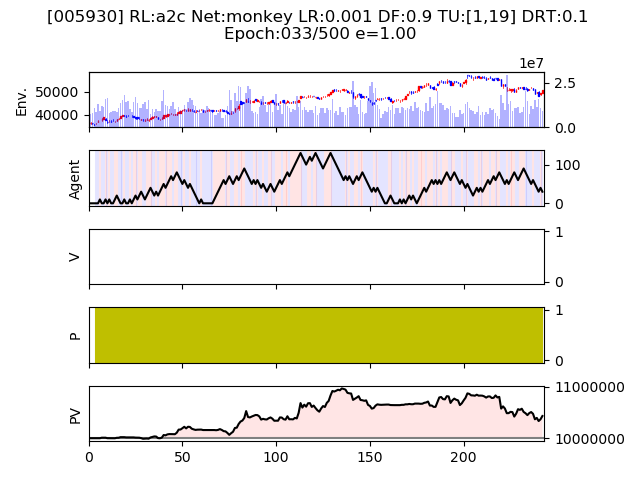 [005930] RL:a2c Net:monkey LR:0.001 DF:0.9 TU:[1,19] DRT:0.1
Epoch:033/500 e=1.00
1e7
Env.
50000
40000
2.5
0.0
Agent
100
0
V
1
0
P
1
0
PV
11000000
10000000
0 50 100 150 200